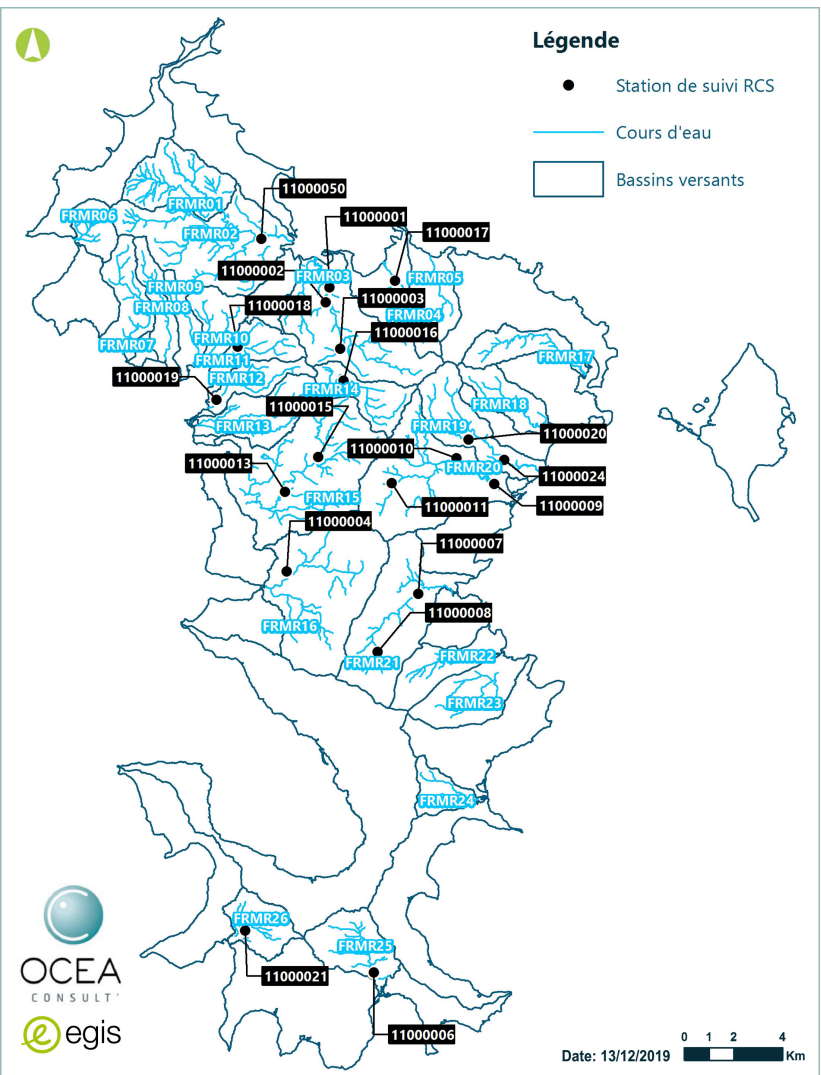 Légende
Station de suivi RCS
Cours d'eau
Bassins versants
11000050
FRMR01
FRMR06
11000001
FRMR02
11000017
11000002
FRMR03
FRMR05
FRMR09
11000003
FRMR08
11000018
FRMR04
11000016
FRMR10
FRMR07
FRMR11
FRMR17
11000019
FRMR12
FRMR14
11000015
FRMR18
FRMR13
FRMR19
11000020
11000010
11000013
FRMR20
11000024
FRMR15
11000011
11000009
11000004
11000007
11000008
FRMR16
FRMR21
FRMR22
FRMR23
FRMR24
FRMR26
FRMR25
11000021
11000006
OCEA
CONSULT'
egis
Date: 13/12/2019
0 1 2 4
Km